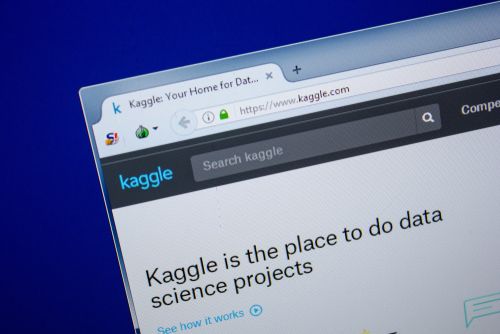 Kaggle: Your Home for Dat...
https://www.kaggle.com
kaggle
Search kaggle
Compe
Kaggle is the place to do data
science projects
See how it works